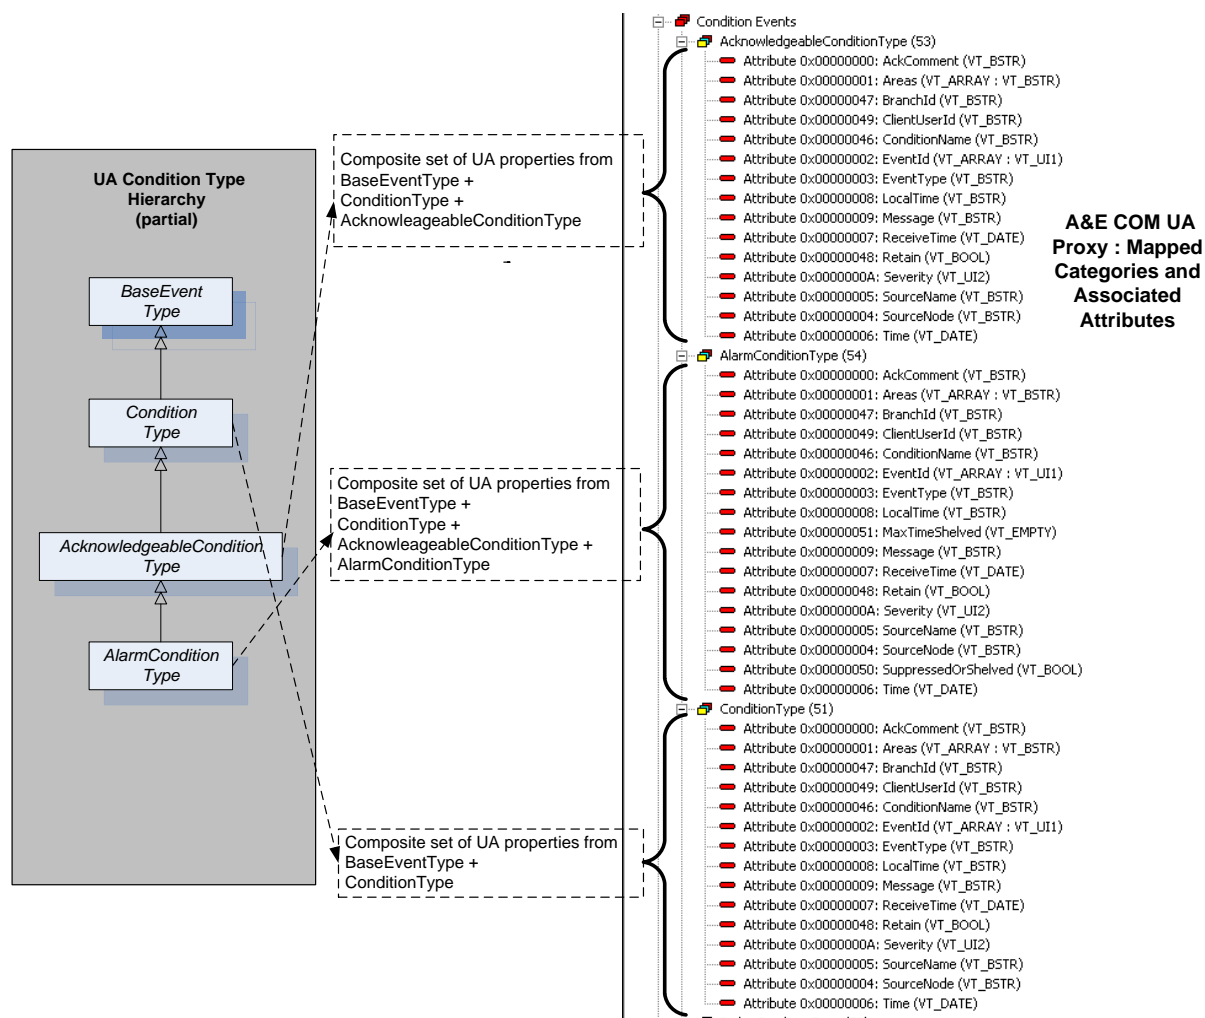 UA Condition Type
Hierarchy
(partial)
BaseEvent
Type
Condition
Type
AcknowledgeableCondition
Type
AlarmCondition
Type
Composite set of UA properties from
BaseEventType +
ConditionType +
AcknowleageableConditionType
Composite set of UA properties from
BaseEventType +
ConditionType +
AcknowleageableConditionType +
AlarmConditionType
Composite set of UA properties from
BaseEventType +
ConditionType
Condition Events
AcknowledgeableConditionType (53)
Attribute 0x00000000: AckComment (VT_BSTR)
Attribute 0x00000001: Areas (VT_ARRAY : VT_BSTR)
Attribute 0x00000047: BranchId (VT_BSTR)
Attribute 0x00000049: ClientUserId (VT_BSTR)
Attribute 0x00000046: ConditionName (VT_BSTR)
Attribute 0x00000002: EventId (VT_ARRAY : VT_UI1)
Attribute 0x00000003: EventType (VT_BSTR)
Attribute 0x00000008: LocalTime (VT_BSTR)
Attribute 0x00000009: Message (VT_BSTR)
Attribute 0x00000007: ReceiveTime (VT_DATE)
Attribute 0x00000048: Retain (VT_BOOL)
Attribute 0x0000000A: Severity (VT_UI2)
Attribute 0x00000005: SourceName (VT_BSTR)
Attribute 0x00000004: SourceNode (VT_BSTR)
Attribute 0x00000006: Time (VT_DATE)
AlarmConditionType (54)
Attribute 0x00000000: AckComment (VT_BSTR)
Attribute 0x00000001: Areas (VT_ARRAY : VT_BSTR)
Attribute 0x00000047: BranchId (VT_BSTR)
Attribute 0x00000049: ClientUserId (VT_BSTR)
Attribute 0x00000046: ConditionName (VT_BSTR)
Attribute 0x00000002: EventId (VT_ARRAY : VT_UI1)
Attribute 0x00000003: EventType (VT_BSTR)
Attribute 0x00000008: LocalTime (VT_BSTR)
Attribute 0x00000051: MaxTimeShelved (VT_EMPTY)
Attribute 0x00000009: Message (VT_BSTR)
Attribute 0x00000007: ReceiveTime (VT_DATE)
Attribute 0x00000048: Retain (VT_BOOL)
Attribute 0x0000000A: Severity (VT_UI2)
Attribute 0x00000005: SourceName (VT_BSTR)
Attribute 0x00000004: SourceNode (VT_BSTR)
Attribute 0x00000050: SuppressedOrShelved (VT_BOOL)
Attribute 0x00000006: Time (VT_DATE)
ConditionType (51)
Attribute 0x00000000: AckComment (VT_BSTR)
Attribute 0x00000001: Areas (VT_ARRAY : VT_BSTR)
Attribute 0x00000047: BranchId (VT_BSTR)
Attribute 0x00000049: ClientUserId (VT_BSTR)
Attribute 0x00000046: ConditionName (VT_BSTR)
Attribute 0x00000002: EventId (VT_ARRAY : VT_UI1)
Attribute 0x00000003: EventType (VT_BSTR)
Attribute 0x00000008: LocalTime (VT_BSTR)
Attribute 0x00000009: Message (VT_BSTR)
Attribute 0x00000007: ReceiveTime (VT_DATE)
Attribute 0x00000048: Retain (VT_BOOL)
Attribute 0x0000000A: Severity (VT_UI2)
Attribute 0x00000005: SourceName (VT_BSTR)
Attribute 0x00000004: SourceNode (VT_BSTR)
Attribute 0x00000006: Time (VT_DATE)
A&E COM UA
Proxy : Mapped
Categories and
Associated
Attributes